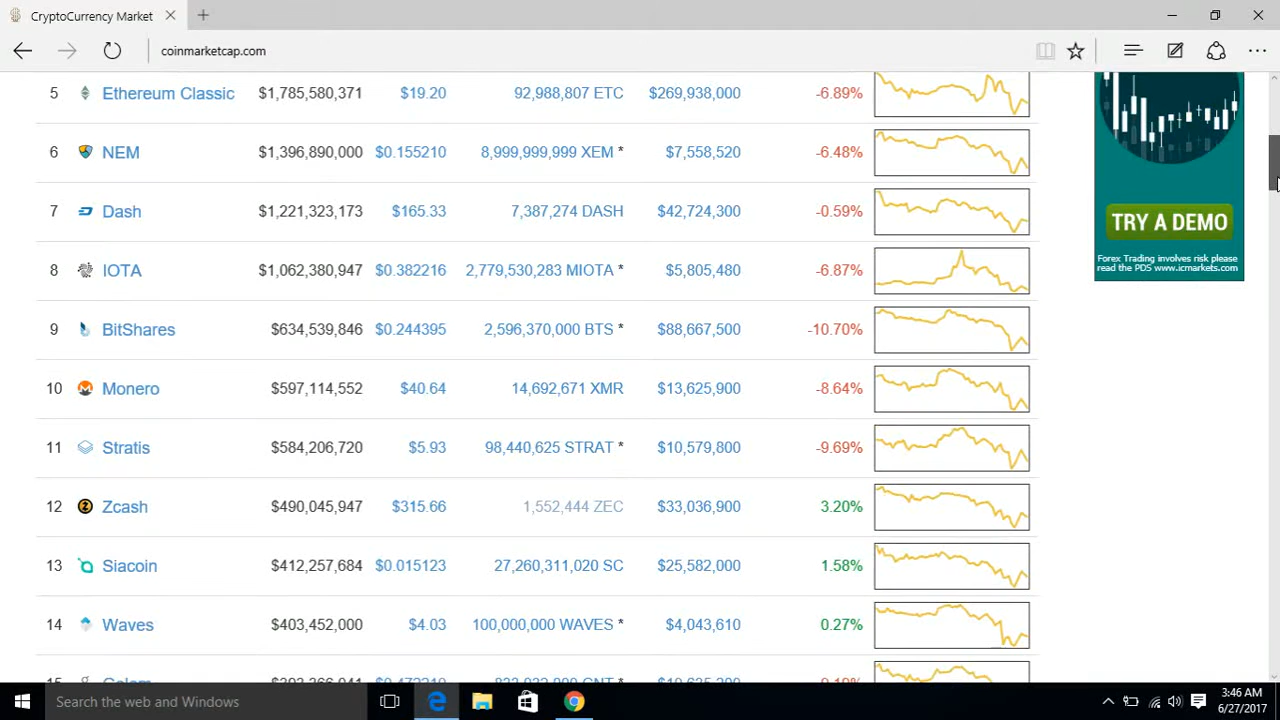 CryptoCurrency Market
coinmarketcap.com
5 Ethereum Classic $1,785,580,371 $19.20 92,988,807 ETC $269,938,000 -6.89%
6 NEM $1,396,890,000 $0.155210 8,999,999,999 XEM * $7,558,520 -6.48%
7 Dash $1,221,323,173 $165.33 7,387,274 DASH $42,724,300 -0.59%
8 IOTA $1,062,380,947 $0.382216 2,779,530,283 MIOTA * $5,805,480 -6.87%
9 BitShares $634,539,846 $0.244395 2,596,370,000 BTS * $88,667,500 -10.70%
10 Monero $597,114,552 $40.64 14,692,671 XMR $13,625,900 -8.64%
11 Stratis $584,206,720 $5.93 98,440,625 STRAT * $10,579,800 -9.69%
12 Zcash $490,045,947 $315.66 1,552,444 ZEC $33,036,900 3.20%
13 Siacoin $412,257,684 $0.015123 27,260,311,020 SC $25,582,000 1.58%
14 Waves $403,452,000 $4.03 100,000,000 WAVES * $4,043,610 0.27%
TRY A DEMO
Forex Trading involves risk please
read the PDS www.icmarkets.com
Search the web and Windows
3:46 AM
6/27/2017